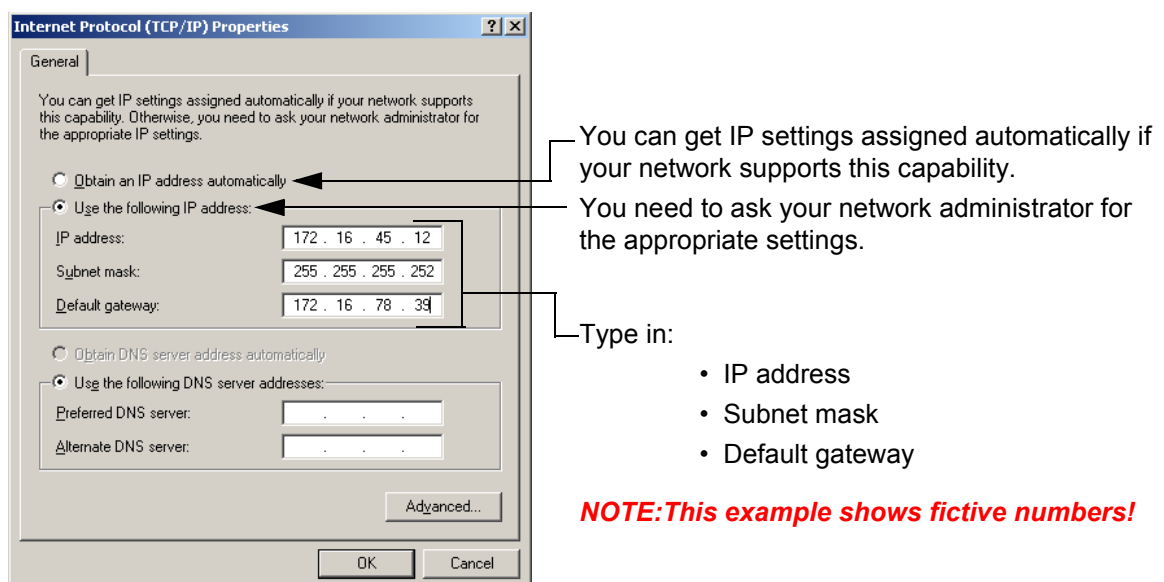 Internet Protocol (TCP/IP) Properties
General
You can get IP settings assigned automatically if your network supports
this capability. Otherwise, you need to ask your network administrator for
the appropriate IP settings.
Obtain an IP address automatically
Use the following IP address:
IP address: 172 . 16 . 45 . 12
Subnet mask: 255 . 255 . 255 . 252
Default gateway: 172 . 16 . 78 . 39
Obtain DNS server address automatically
Use the following DNS server addresses:
Preferred DNS server: . . .
Alternate DNS server: . . .
Advanced...
OK Cancel
You can get IP settings assigned automatically if
your network supports this capability.
You need to ask your network administrator for
the appropriate settings.
Type in:
• IP address
• Subnet mask
• Default gateway
NOTE:This example shows fictive numbers!